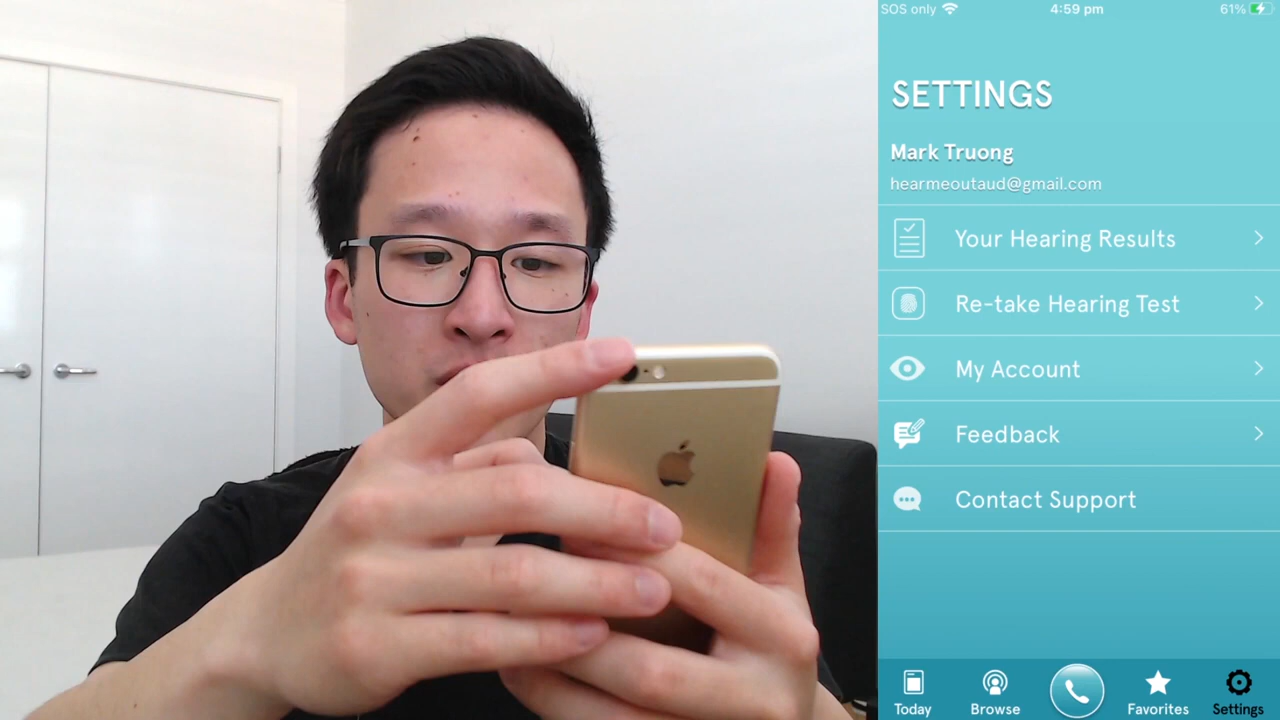 SOS only 4:59 pm 61%
SETTINGS
Mark Truong
hearmeoutaud@gmail.com
Your Hearing Results
Re-take Hearing Test
My Account
Feedback
Contact Support
Today Browse Favorites Settings